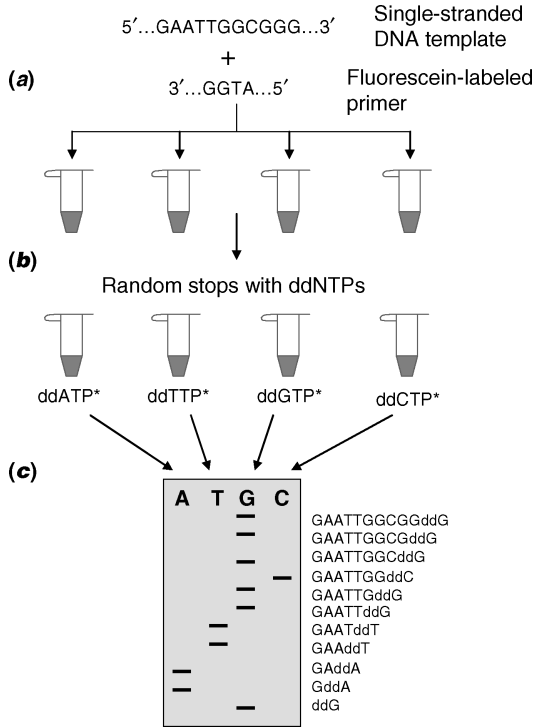 5′...GAATTGGCGGG...3′
Single-stranded
DNA template
+
(a)
3′...GGTA...5′
Fluorescein-labeled
primer
(b)
Random stops with ddNTPs
ddATP* ddTTP* ddGTP* ddCTP*
(c)
A T G C
GAATTGGCGGddG
GAATTGGCGddG
GAATTGGCddG
GAATTGGddC
GAATTGddG
GAATTddG
GAATddT
GAAddT
GAddA
GddA
ddG